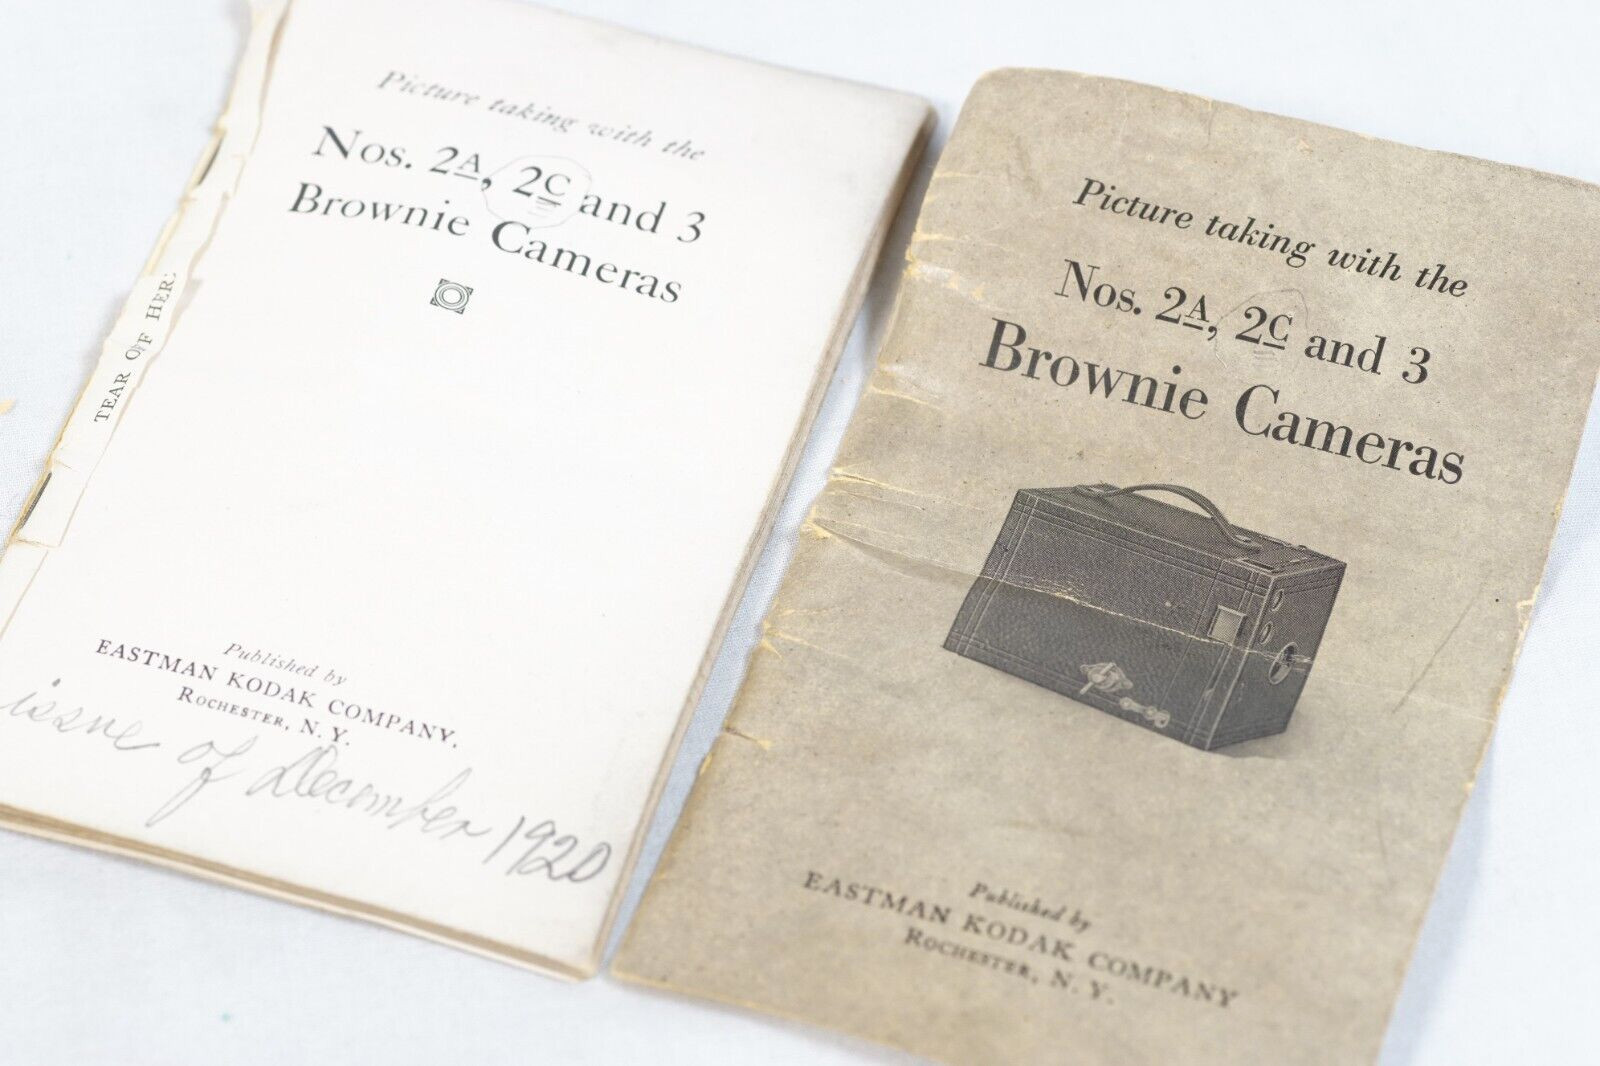 Picture taking with the
Nos. 2A, 2C and 3
Brownie Cameras
TEAR OFF HERE
Published by
EASTMAN KODAK COMPANY,
ROCHESTER, N. Y.
issue of December 1920
Picture taking with the
Nos. 2A, 2C and 3
Brownie Cameras
Published by
EASTMAN KODAK COMPANY
ROCHESTER, N. Y.